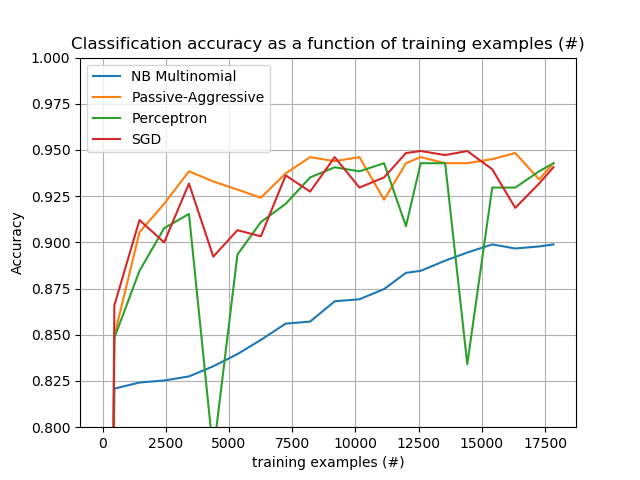 Classification accuracy as a function of training examples (#)
NB Multinomial
Passive-Aggressive
Perceptron
SGD
Accuracy
1.000
0.975
0.950
0.925
0.900
0.875
0.850
0.825
0.800
0 2500 5000 7500 10000 12500 15000 17500
training examples (#)